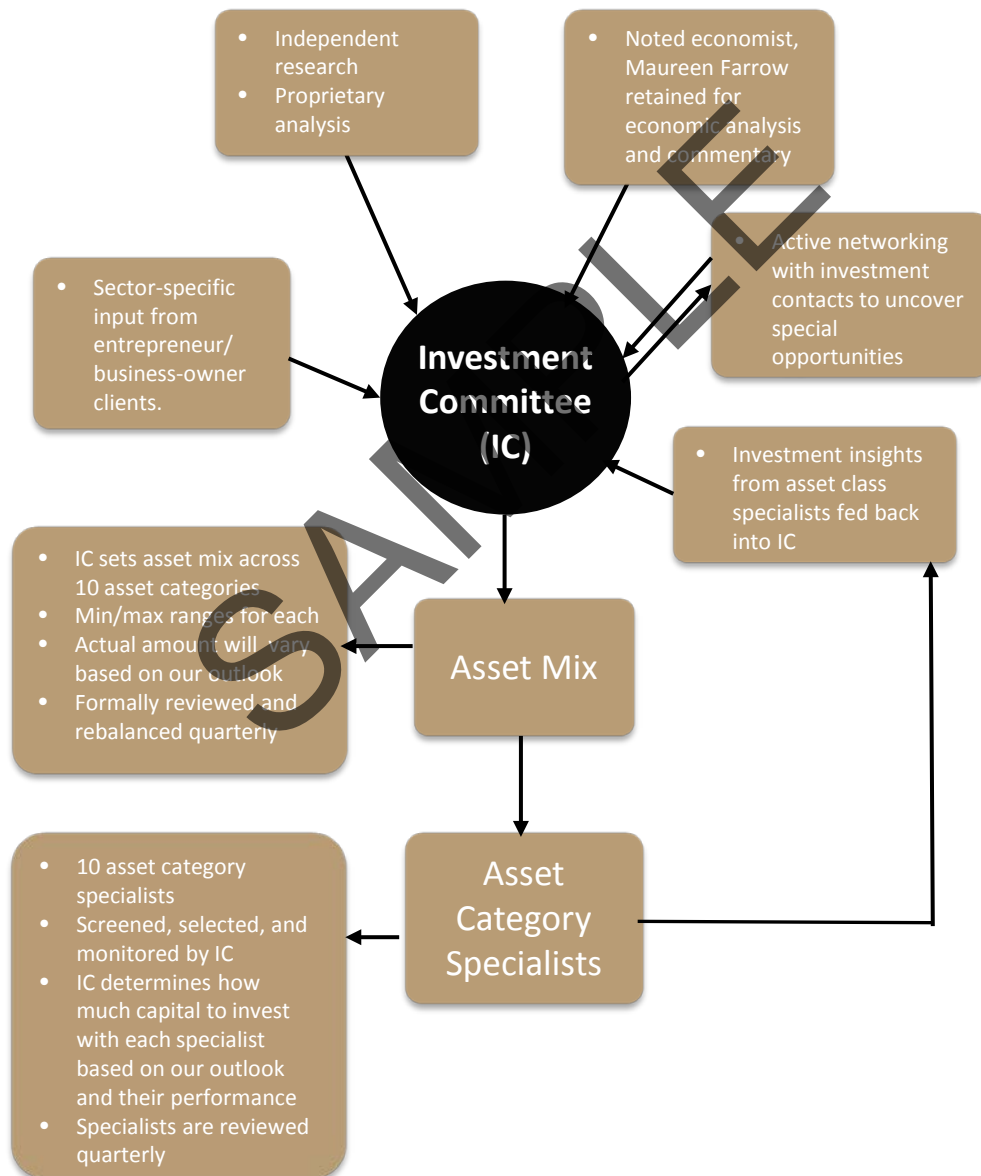 • Independent
research
• Proprietary
analysis
• Noted economist,
Maureen Farrow
retained for
economic analysis
and commentary
• Sector-specific
input from
entrepreneur/
business-owner
clients.
Investment
Committee
(IC)
• Active networking
with investment
contacts to uncover
special
opportunities
• Investment insights
from asset class
specialists fed back
into IC
• IC sets asset mix across
10 asset categories
• Min/max ranges for each
• Actual amount will vary
based on our outlook
• Formally reviewed and
rebalanced quarterly
Asset Mix
• 10 asset category
specialists
• Screened, selected, and
monitored by IC
• IC determines how
much capital to invest
with each specialist
based on our outlook
and their performance
• Specialists are reviewed
quarterly
Asset
Category
Specialists
SAMPLE